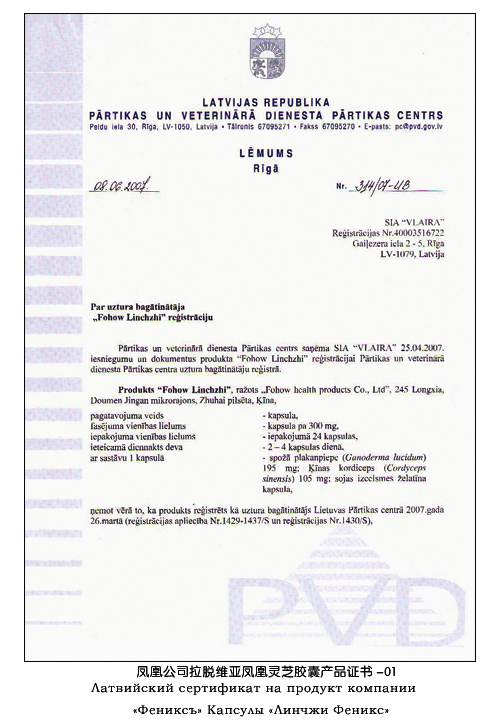 LATVIJAS REPUBLIKA
PĀRTIKAS UN VETERINĀRĀ DIENESTA PĀRTIKAS CENTRS
Peldu iela 30, Rīga, LV-1050, Latvija • Tālrunis 67095271 • Fakss 67095270 • E-pasts: pc@pvd.gov.lv
LĒMUMS
Rīgā
08.06.2007. Nr. 314/07-UB
SIA “VLAIRA”
Reģistrācijas Nr.40003516722
Gaiļezera iela 2 - 5, Rīga
LV-1079, Latvija
Par uztura bagātinātāja
„Fohow Linchzhi” reģistrāciju
Pārtikas un veterinārā dienesta Pārtikas centrs saņēma SIA “VLAIRA” 25.04.2007.
iesniegumu un dokumentus produkta “Fohow Linchzhi” reģistrācijai Pārtikas un veterinārā
dienesta Pārtikas centra uztura bagātinātāju reģistrā.
Produkts “Fohow Linchzhi”, ražots „Fohow health products Co., Ltd”, 245 Longxia,
Doumen Jingan mikrorajons, Zhuhai pilsēta, Ķīna,
pagatavojuma veids - kapsula,
fasējuma vienības lielums - kapsula pa 300 mg,
iepakojuma vienības lielums - iepakojumā 24 kapsulas,
ieteicamā diennakts deva - 2 – 4 kapsulas dienā,
ar sastāvu 1 kapsulā - spožā plakanpiepe (Ganoderma lucidum)
195 mg; Ķīnas kordiceps (Cordyceps
sinensis) 105 mg; sojas izcelsmes želatīna
kapsula,
ņemot vērā to, ka produkts reģistrēts kā uztura bagātinātājs Lietuvas Pārtikas centrā 2007.gada
26.martā (reģistrācijas apliecība Nr.1429-1437/S un reģistrācijas Nr.1430/S),
PVD
凤凰公司拉脱维亚凤凰灵芝胶囊产品证书 -01
Латвийский сертификат на продукт компании
«Фениксъ» Капсулы «Линчжи Феникс»